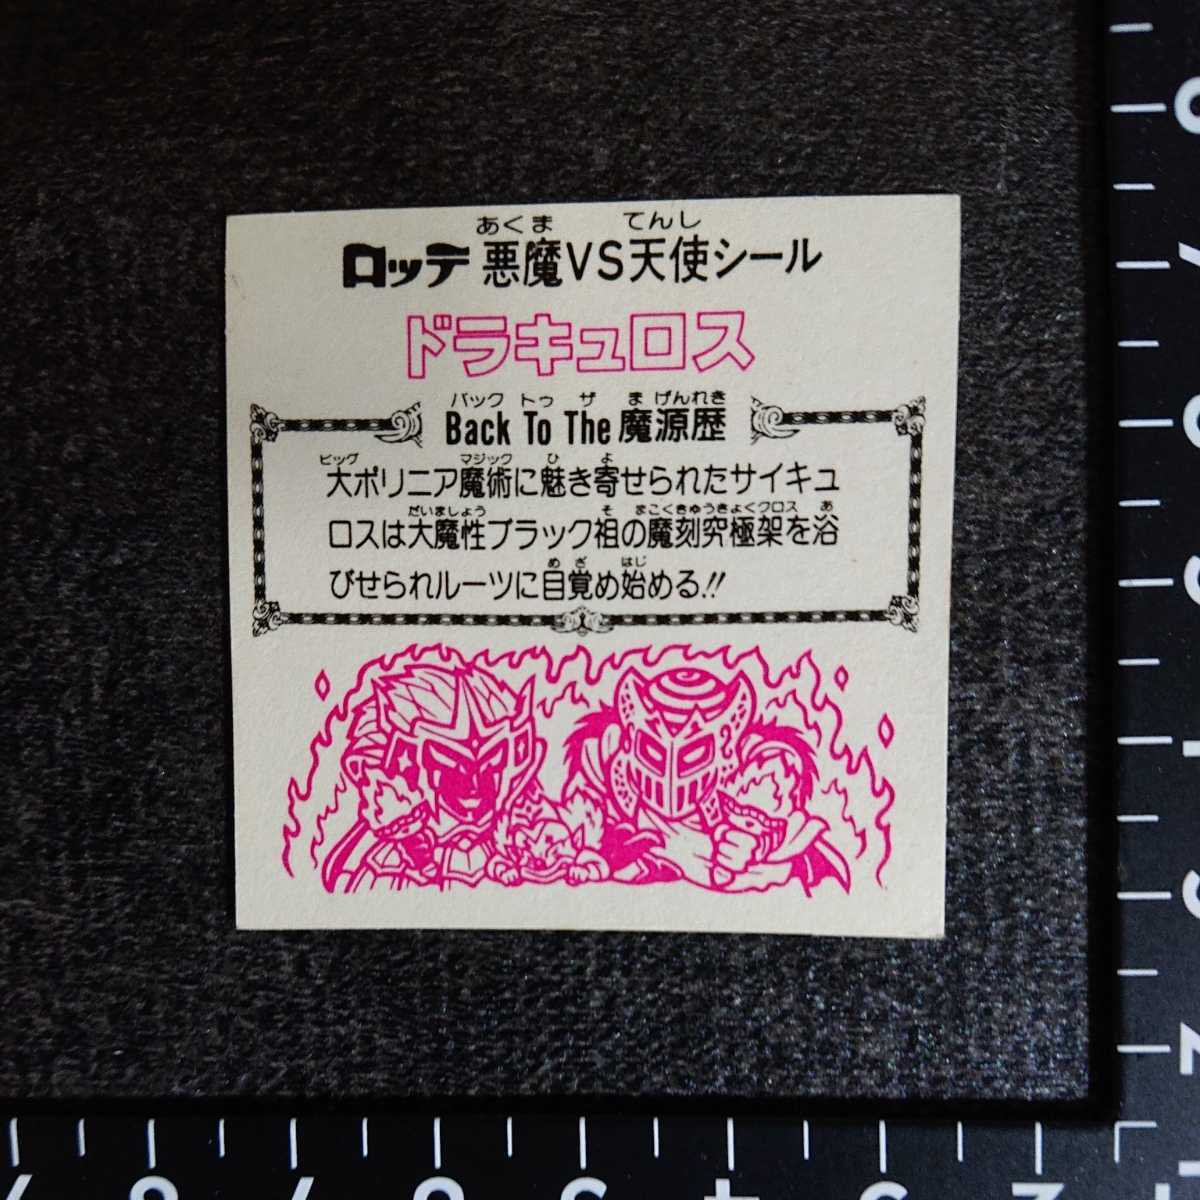 あくま てんし
ロッテ 悪魔VS天使シール
ドラキュロス
バック トゥ ザ まげんれき
Back To The 魔源歴
ビッグ マジック ひ よ
大ポリニア魔術に魅き寄せられたサイキュ
だいましょう そ まこくきゅうきょくクロス あ
ロスは大魔性ブラック祖の魔刻究極架を浴
めざ はじ
びせられルーツに目覚め始める!!